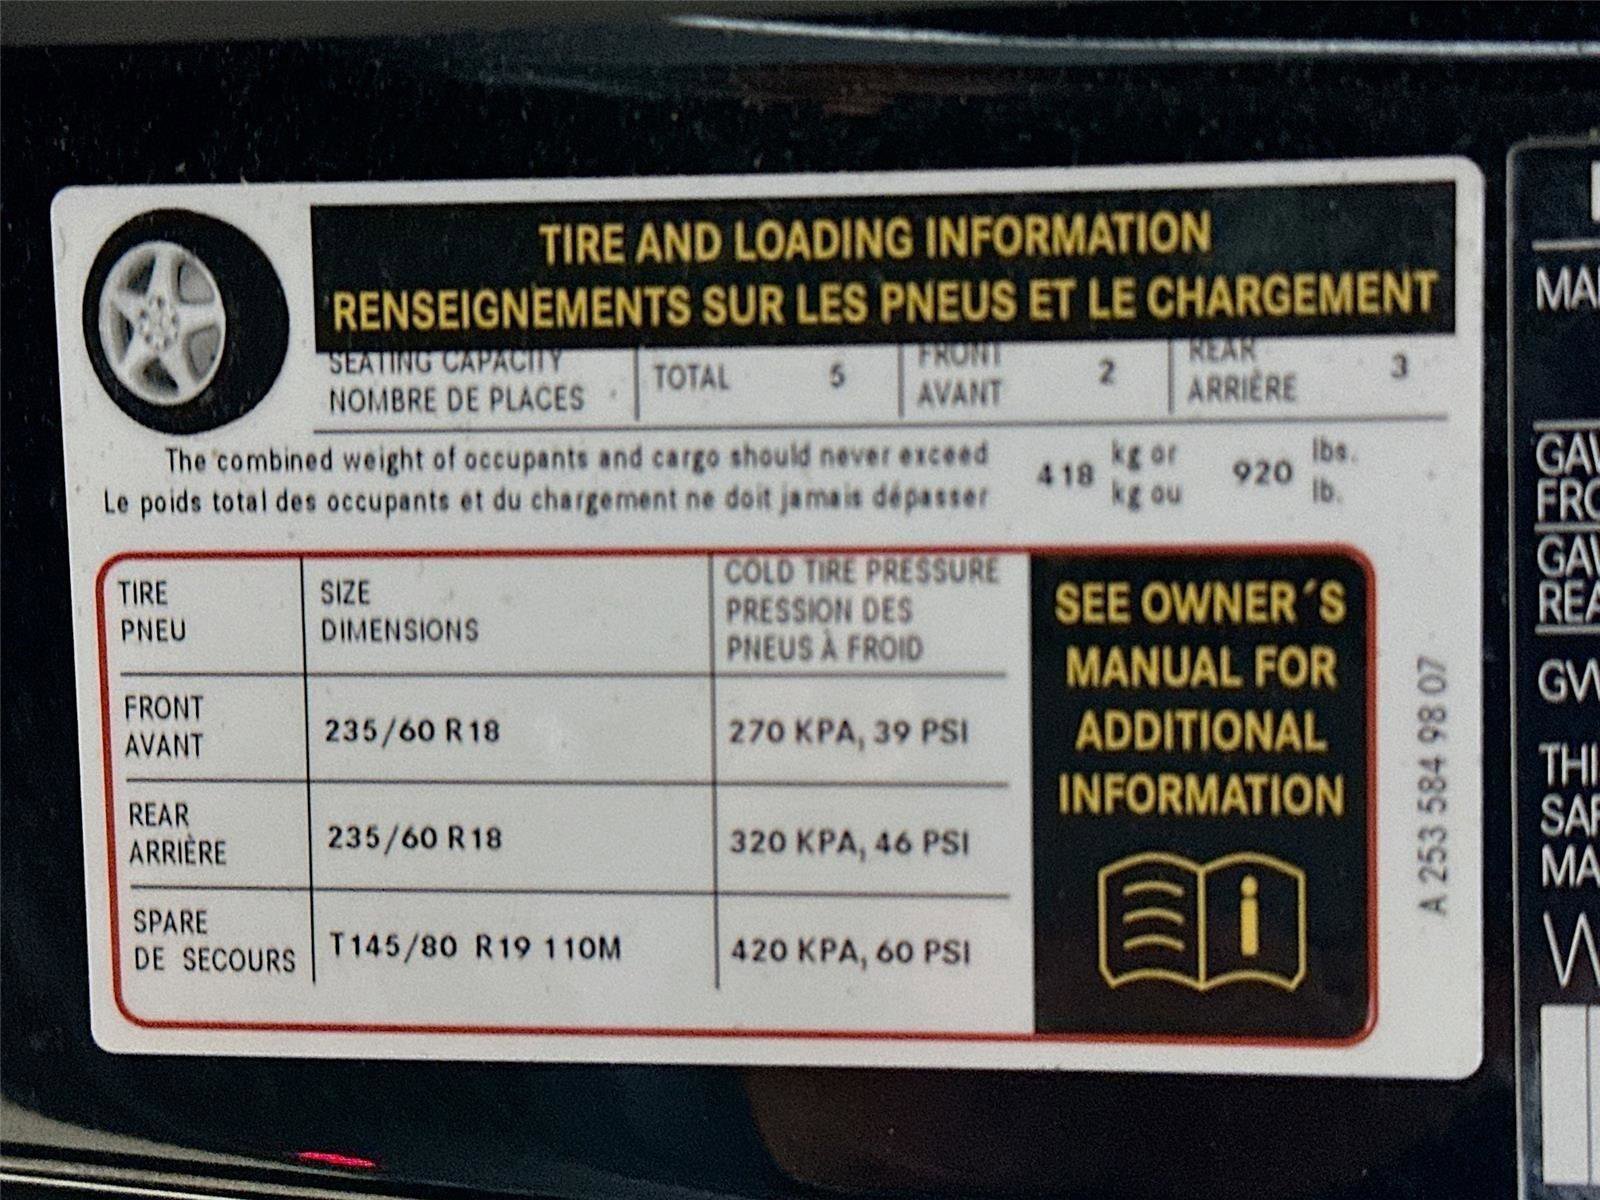 TIRE AND LOADING INFORMATION
RENSEIGNEMENTS SUR LES PNEUS ET LE CHARGEMENT
SEATING CAPACITY
NOMBRE DE PLACES
TOTAL 5
FRONT
AVANT
2
REAR
ARRIÈRE
3
The combined weight of occupants and cargo should never exceed
Le poids total des occupants et du chargement ne doit jamais dépasser
418
kg or
kg ou
920
lbs.
lb.
TIRE
PNEU
SIZE
DIMENSIONS
COLD TIRE PRESSURE
PRESSION DES
PNEUS À FROID
FRONT
AVANT
235/60 R18
270 KPA, 39 PSI
REAR
ARRIÈRE
235/60 R18
320 KPA, 46 PSI
SPARE
DE SECOURS
T145/80 R19 110M
420 KPA, 60 PSI
SEE OWNER´S
MANUAL FOR
ADDITIONAL
INFORMATION
i
A 253 584 98 07
FRO
REA
THI
MA